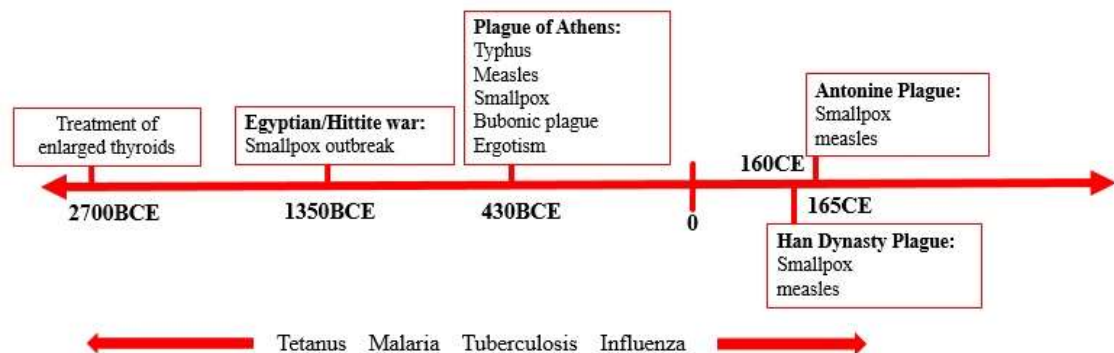 Plague of Athens:
Typhus
Measles
Smallpox
Bubonic plague
Ergotism
Antonine Plague:
Smallpox
measles
Treatment of
enlarged thyroids
Egyptian/Hittite war:
Smallpox outbreak
160CE
2700BCE
1350BCE
430BCE
0
165CE
Han Dynasty Plague:
Smallpox
measles
Tetanus Malaria Tuberculosis Influenza